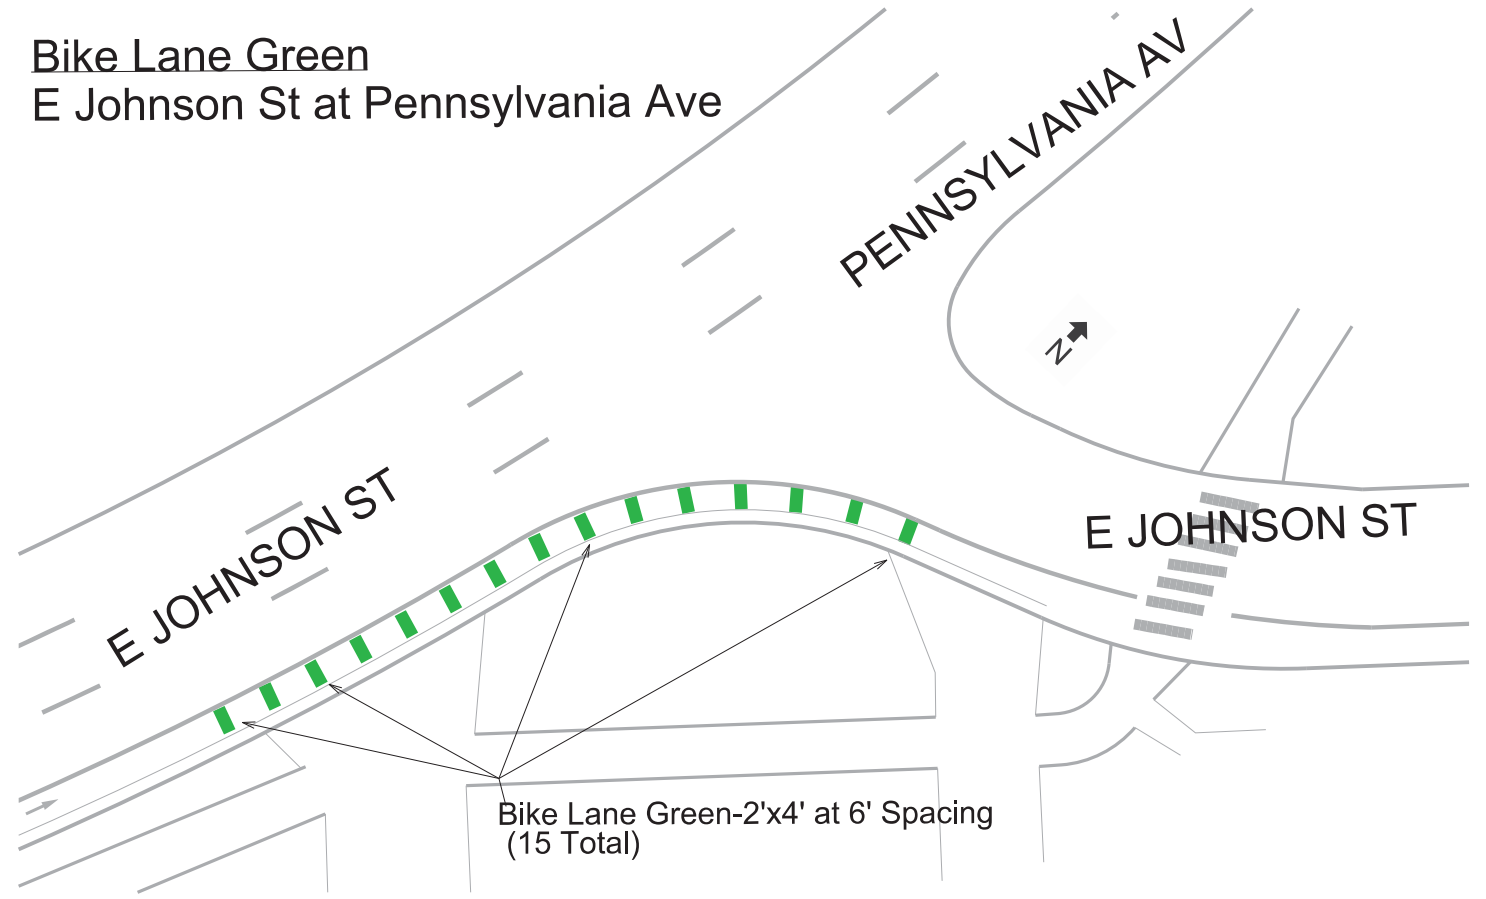 Bike Lane Green
E Johnson St at Pennsylvania Ave
PENNSYLVANIA AV
N
E JOHNSON ST
E JOHNSON ST
Bike Lane Green-2'x4' at 6' Spacing
(15 Total)